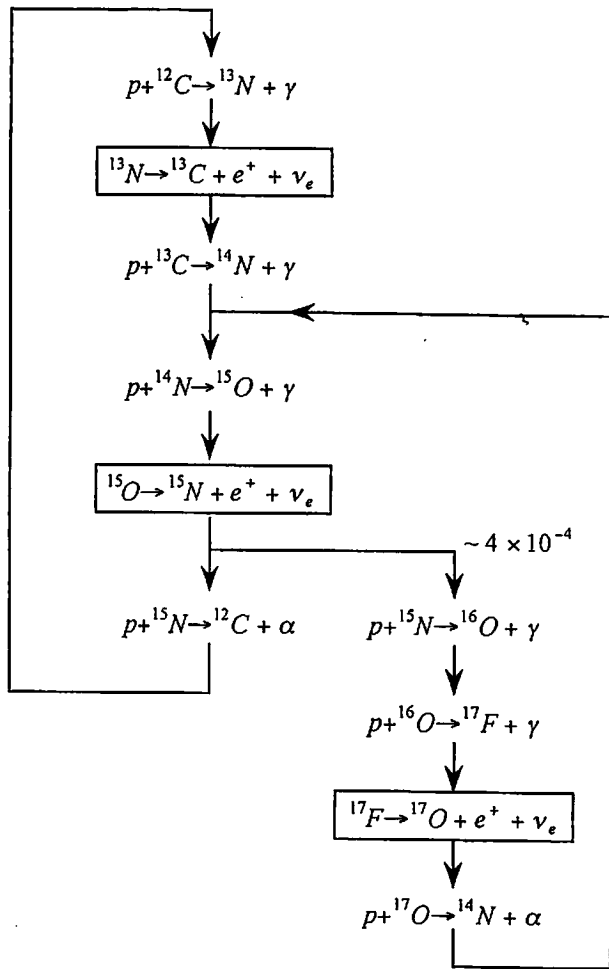 p+¹²C→¹³N + γ
¹³N→¹³C + e⁺ + νₑ
p+¹³C→¹⁴N + γ
p+¹⁴N→¹⁵O + γ
¹⁵O→¹⁵N + e⁺ + νₑ
~ 4 × 10⁻⁴
p+¹⁵N→¹²C + α
p+¹⁵N→¹⁶O + γ
p+¹⁶O→¹⁷F + γ
¹⁷F→¹⁷O + e⁺ + νₑ
p+¹⁷O→¹⁴N + α